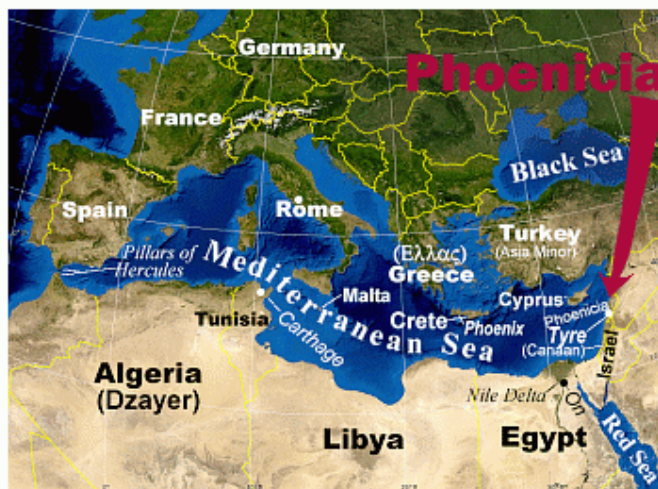 Germany
Phoenicia
France
Black Sea
Spain
Rome
Turkey
(Asia Minor)
(Ελλας)
Greece
Pillars of
Hercules
Mediterranean Sea
Malta
Cyprus
Phoenicia
Tunisia
Carthage
Crete
Phoenix
Tyre
(Canaan)
Israel
Algeria
(Dzayer)
Nile Delta
On
Red Sea
Libya
Egypt